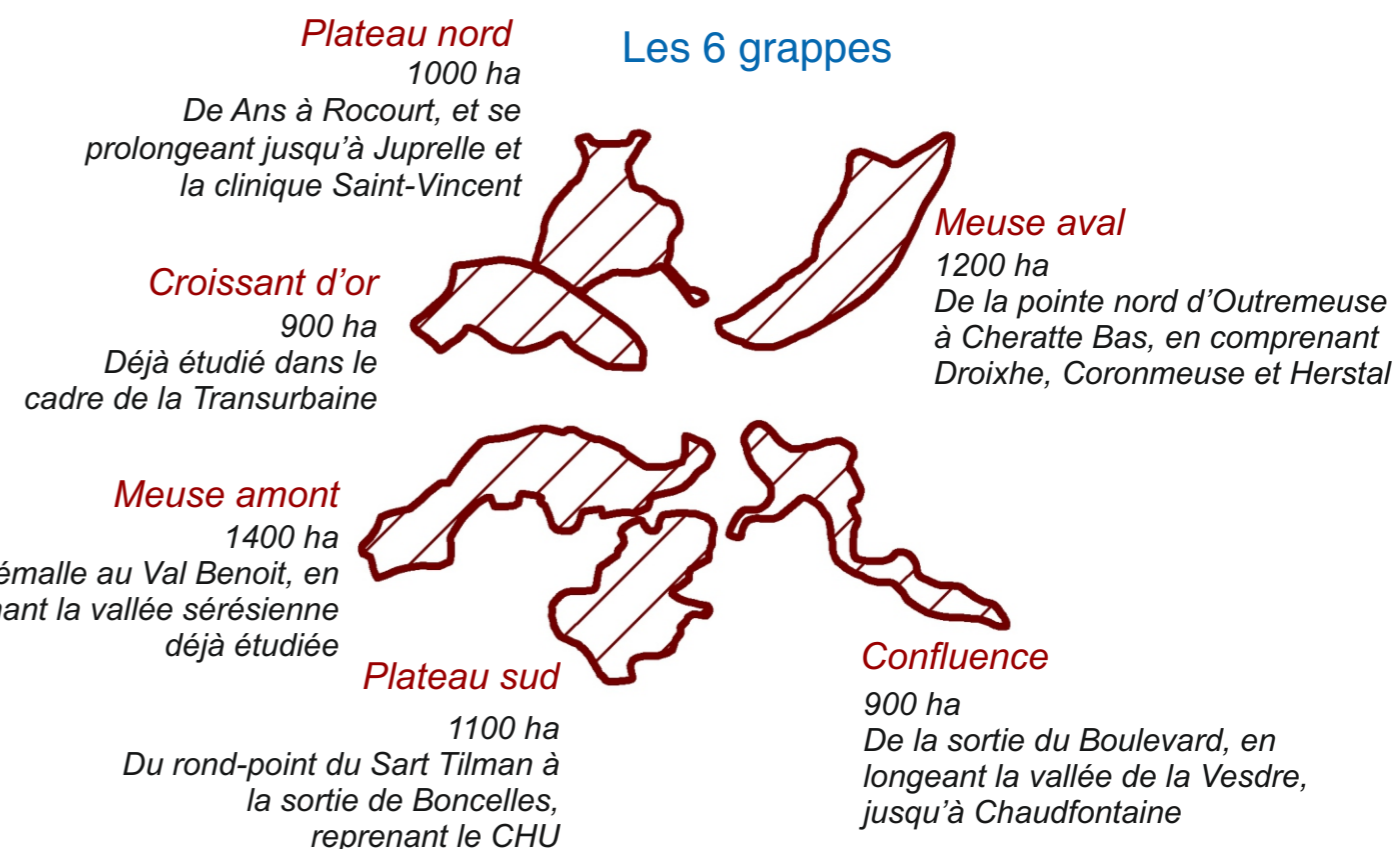 Les 6 grappes
Plateau nord
1000 ha
De Ans à Rocourt, et se
prolongeant jusqu'à Juprelle et
la clinique Saint-Vincent
Meuse aval
1200 ha
De la pointe nord d'Outremeuse
à Cheratte Bas, en comprenant
Droixhe, Coronmeuse et Herstal
Croissant d'or
900 ha
Déjà étudié dans le
cadre de la Transurbaine
Meuse amont
1400 ha
au Val Benoit, en
la vallée sérésienne
déjà étudiée
Plateau sud
1100 ha
Du rond-point du Sart Tilman à
la sortie de Boncelles,
reprenant le CHU
Confluence
900 ha
De la sortie du Boulevard, en
longeant la vallée de la Vesdre,
jusqu'à Chaudfontaine